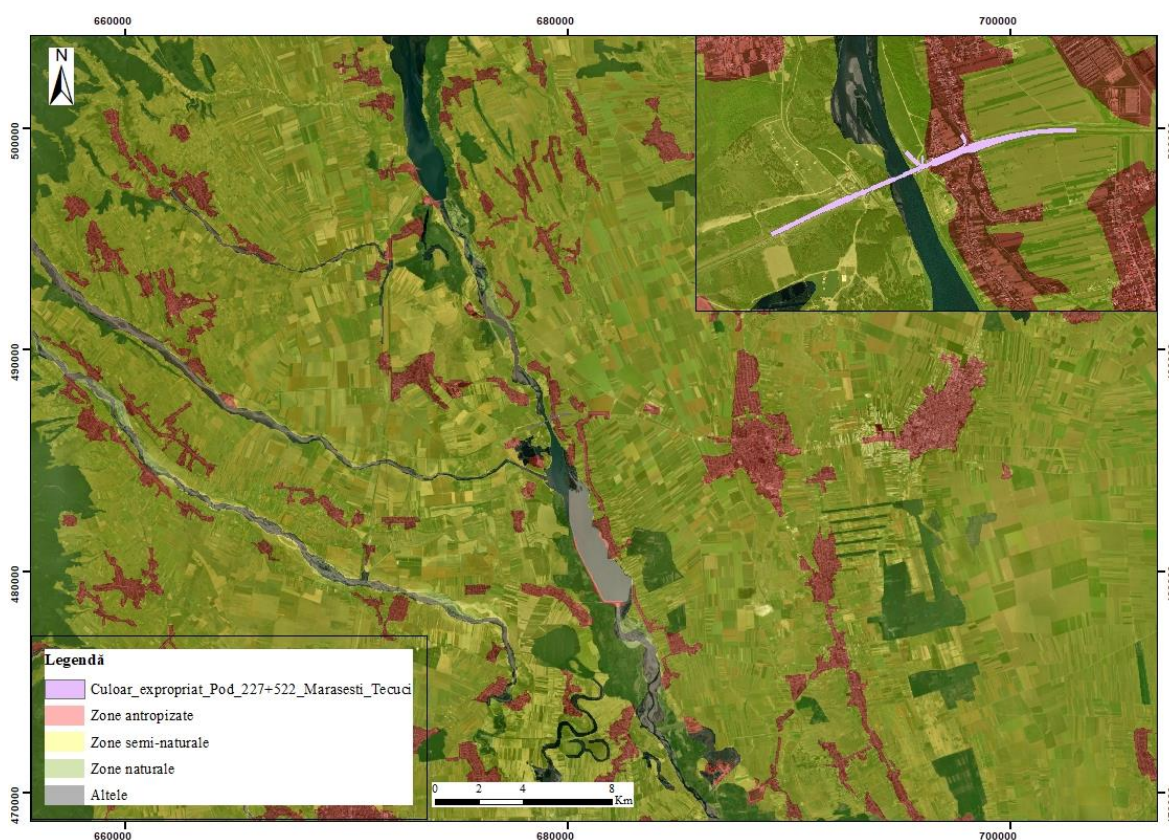 660000 680000 700000
N
500000
490000
480000
470000
Legendă
Culoar_expropriat_Pod_227+522_Marasesti_Tecuci
Zone antropizate
Zone semi-naturale
Zone naturale
Altele
0 2 4 8
Km
660000 680000 700000